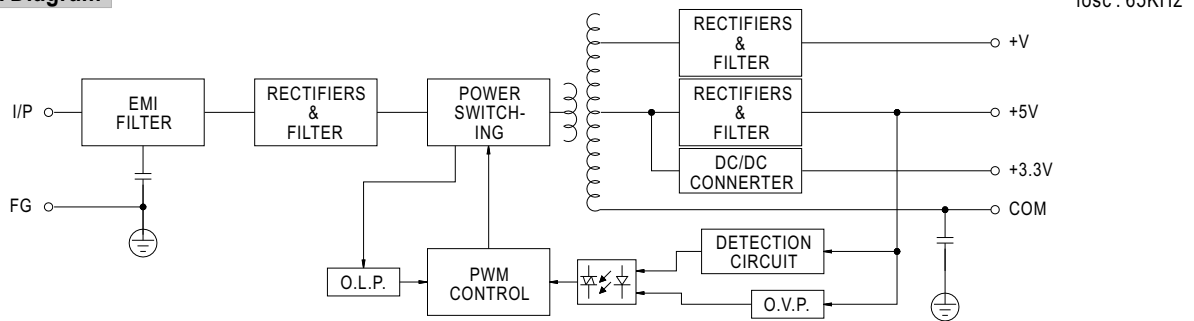 Diagram
fosc : 65KHz
RECTIFIERS
&
FILTER
+V
I/P
EMI
FILTER
RECTIFIERS
&
FILTER
POWER
SWITCH-
ING
RECTIFIERS
&
FILTER
+5V
DC/DC
CONNERTER
+3.3V
FG
COM
DETECTION
CIRCUIT
O.L.P.
PWM
CONTROL
O.V.P.